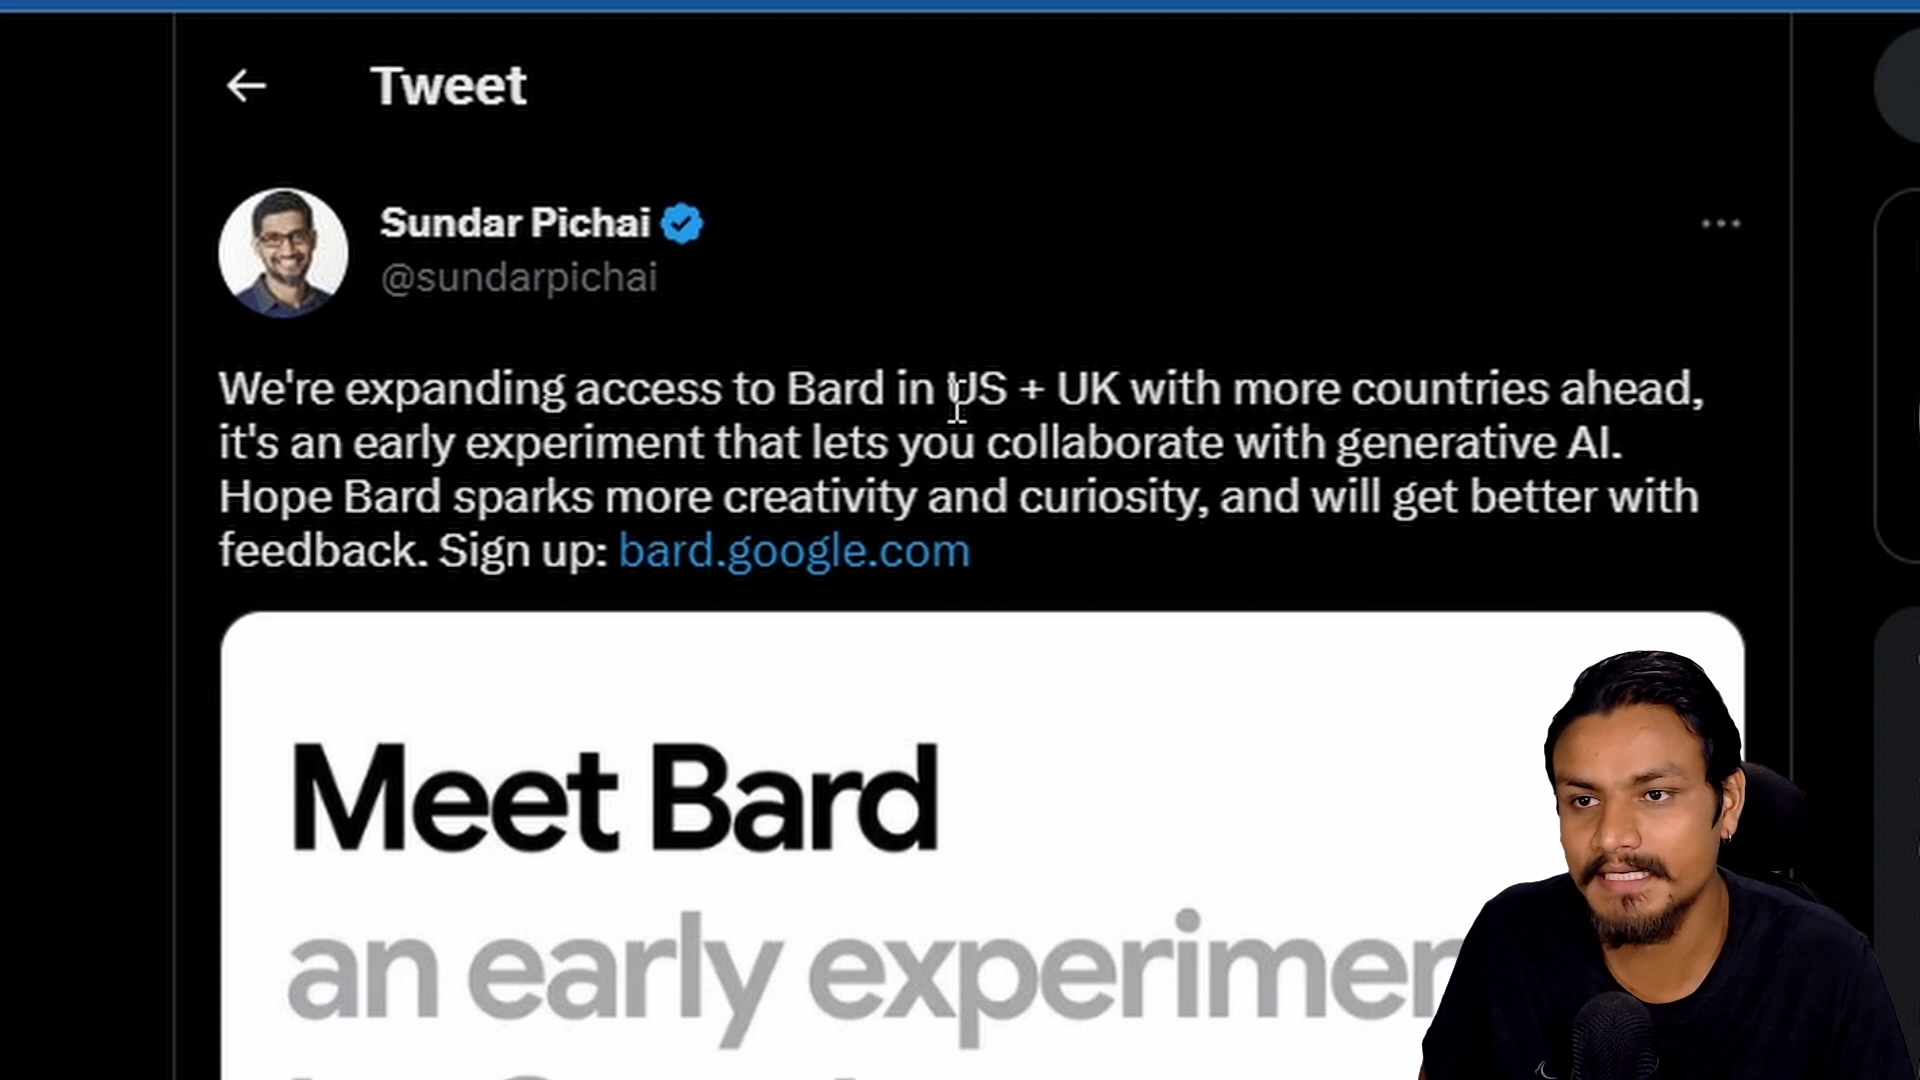 Tweet
Sundar Pichai
@sundarpichai
We're expanding access to Bard in US + UK with more countries ahead,
it's an early experiment that lets you collaborate with generative AI.
Hope Bard sparks more creativity and curiosity, and will get better with
feedback. Sign up: bard.google.com
Meet Bard
an early